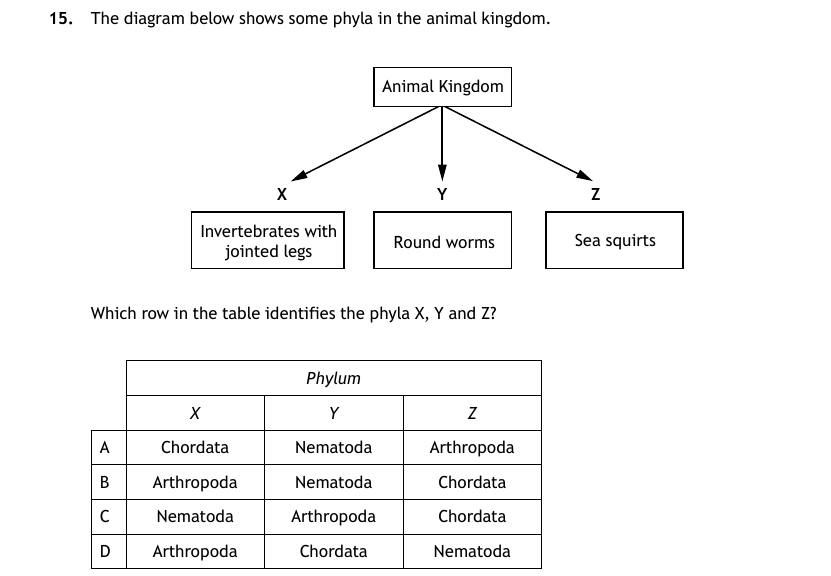 15. The diagram below shows some phyla in the animal kingdom.
Animal Kingdom
X Y Z
Invertebrates with
jointed legs
Round worms
Sea squirts
Which row in the table identifies the phyla X, Y and Z?
Phylum
X Y Z
A Chordata Nematoda Arthropoda
B Arthropoda Nematoda Chordata
C Nematoda Arthropoda Chordata
D Arthropoda Chordata Nematoda